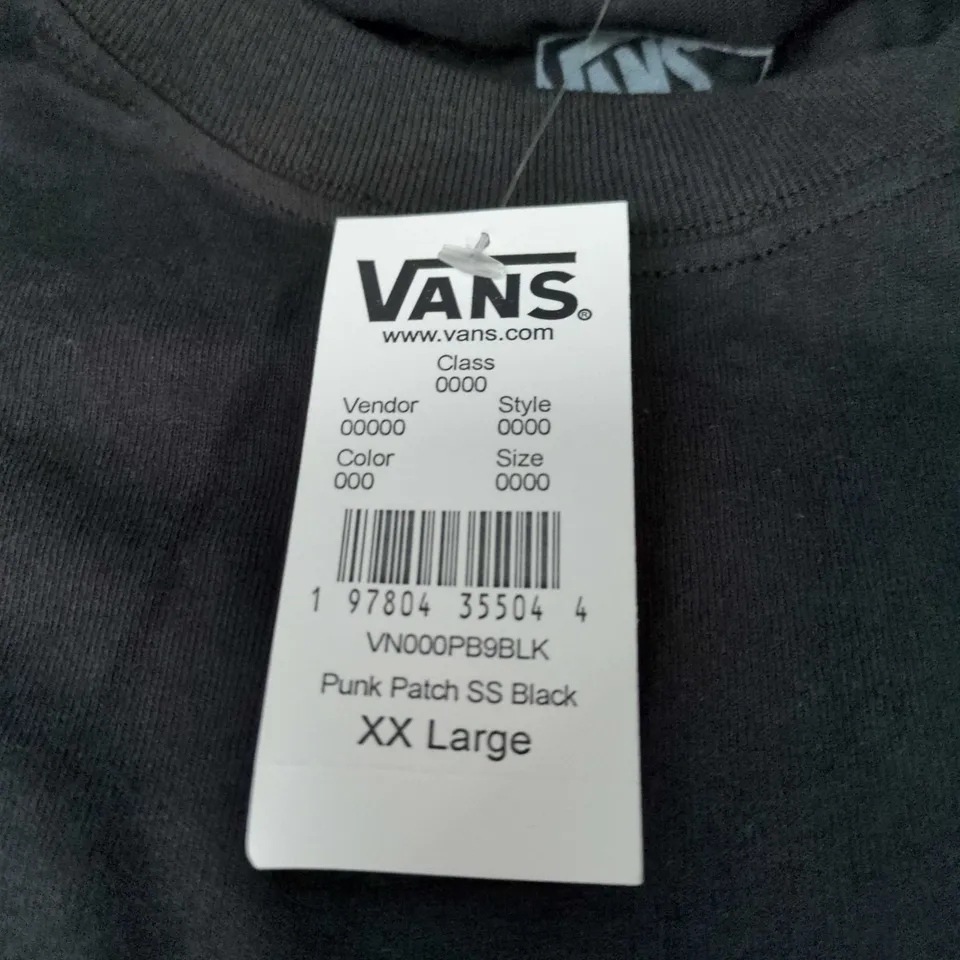 VANS
VANS®
www.vans.com
Class
0000
Vendor Style
00000 0000
Color Size
000 0000
1 97804 35504 4
VN000PB9BLK
Punk Patch SS Black
XX Large